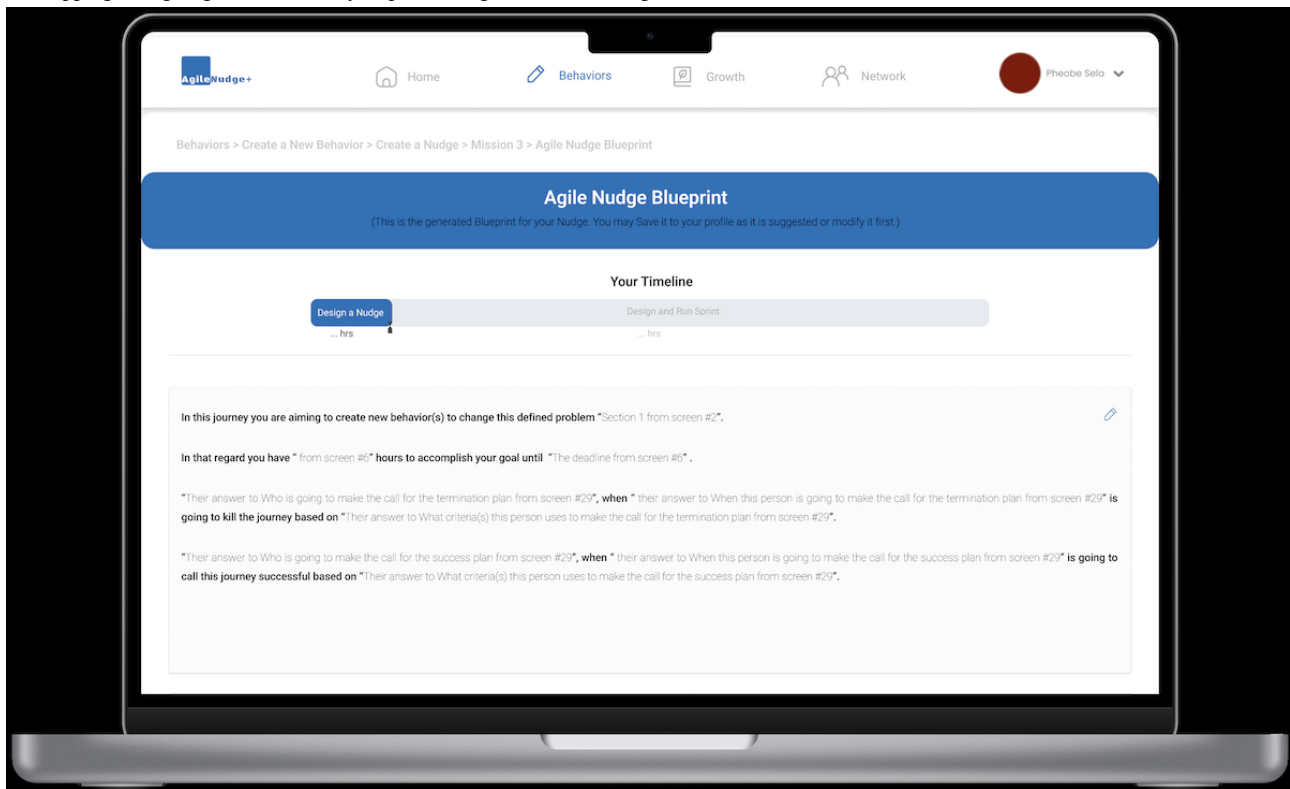 AgileNudge+
Home
Behaviors
Growth
Network
Pheobe Sela
Behaviors > Create a New Behavior > Create a Nudge > Mission 3 > Agile Nudge Blueprint
Agile Nudge Blueprint
(This is the generated Blueprint for your Nudge. You may Save it to your profile as it is suggested or modify it first.)
Your Timeline
Design a Nudge
Design and Run Sprint
... hrs
... hrs
In this journey you are aiming to create new behavior(s) to change this defined problem "Section 1 from screen #2".
In that regard you have " from screen #6" hours to accomplish your goal until "The deadline from screen #6" .
"Their answer to Who is going to make the call for the termination plan from screen #29", when " their answer to When this person is going to make the call for the termination plan from screen #29" is
going to kill the journey based on "Their answer to What criteria(s) this person uses to make the call for the termination plan from screen #29".
"Their answer to Who is going to make the call for the success plan from screen #29", when " their answer to When this person is going to make the call for the success plan from screen #29" is going to
call this journey successful based on "Their answer to What criteria(s) this person uses to make the call for the success plan from screen #29".